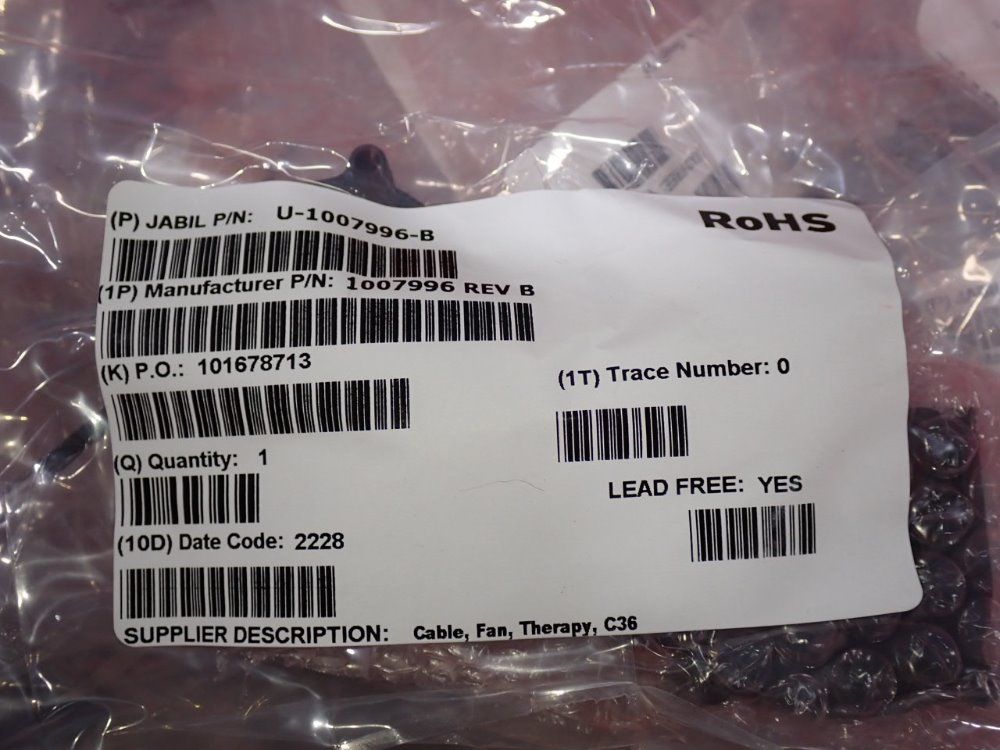 (P) JABIL P/N: U-1007996-B
RoHS
(1P) Manufacturer P/N: 1007996 REV B
(K) P.O.: 101678713
(1T) Trace Number: 0
(Q) Quantity: 1
LEAD FREE: YES
(10D) Date Code: 2228
SUPPLIER DESCRIPTION: Cable, Fan, Therapy, C36